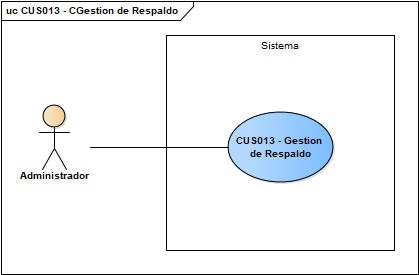 uc CUS013 - CGestion de Respaldo
Sistema
CUS013 - Gestion
de Respaldo
Administrador